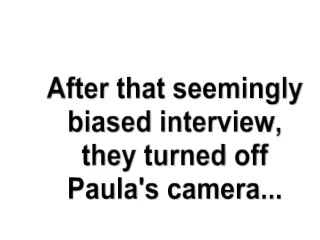 After that seemingly
biased interview,
they turned off
Paula's camera...